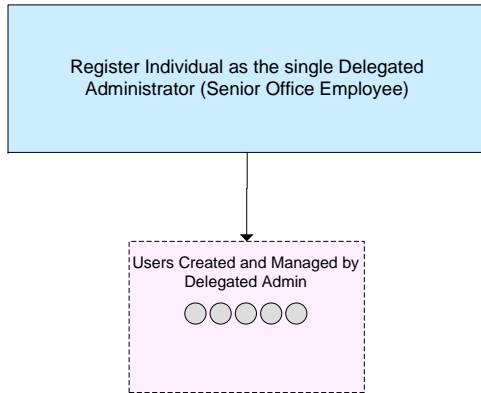 Register Individual as the single Delegated
Administrator (Senior Office Employee)
Users Created and Managed by
Delegated Admin